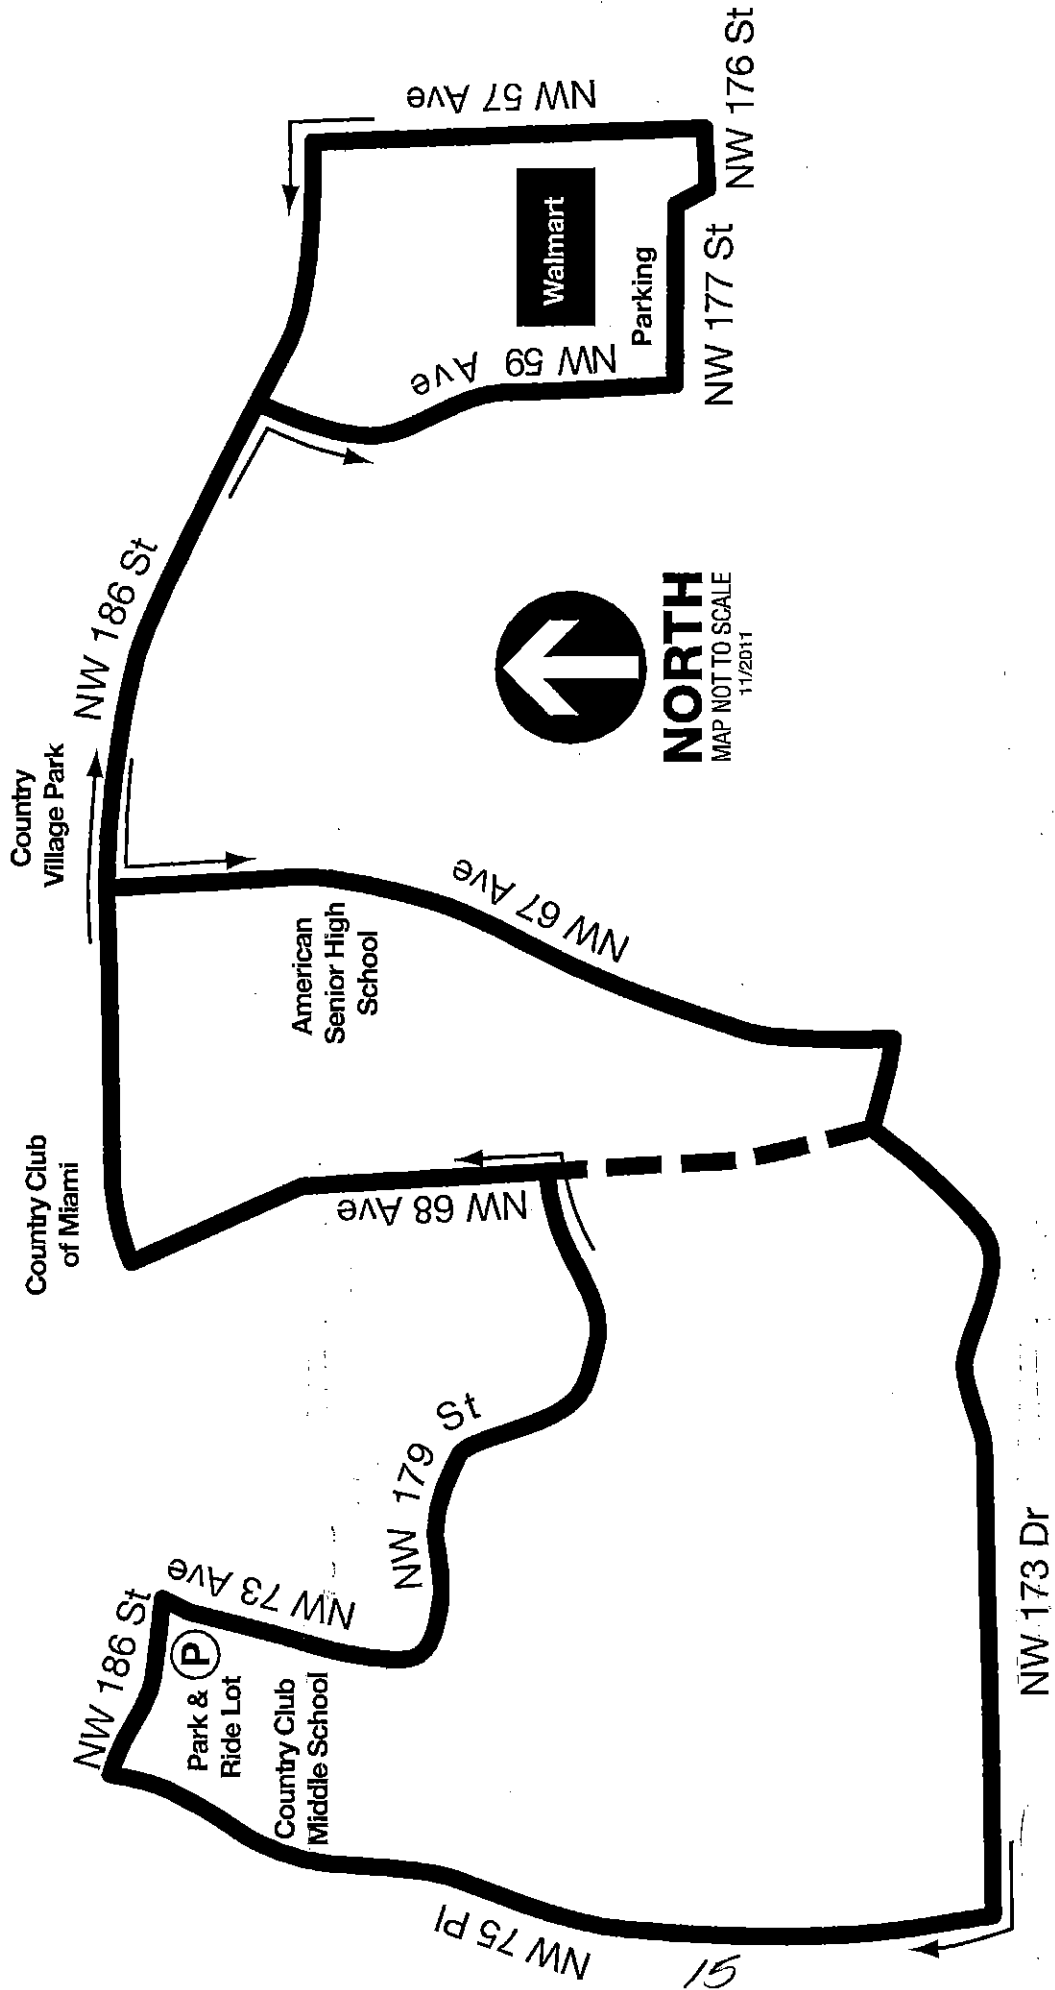 Country Club
of Miami
Country
Village Park
NW 186 St
NW 57 Ave
NW 186 St
Park &
Ride Lot
P
NW 73 Ave
Country Club
Middle School
NW 179 St
NW 68 Ave
American
Senior High
School
NW 67 Ave
NW 59 Ave
Walmart
Parking
NW 177 St
NW 176 St
NORTH
MAP NOT TO SCALE
11/2011
NW 75 Pl
NW 173 Dr
15